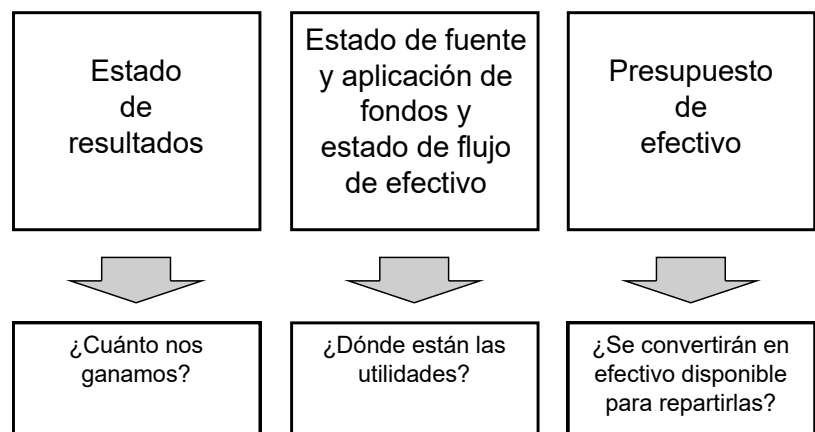 Estado
de
resultados
Estado de fuente
y aplicación de
fondos y
estado de flujo
de efectivo
Presupuesto
de
efectivo
¿Cuánto nos
ganamos?
¿Dónde están las
utilidades?
¿Se convertirán en
efectivo disponible
para repartirlas?